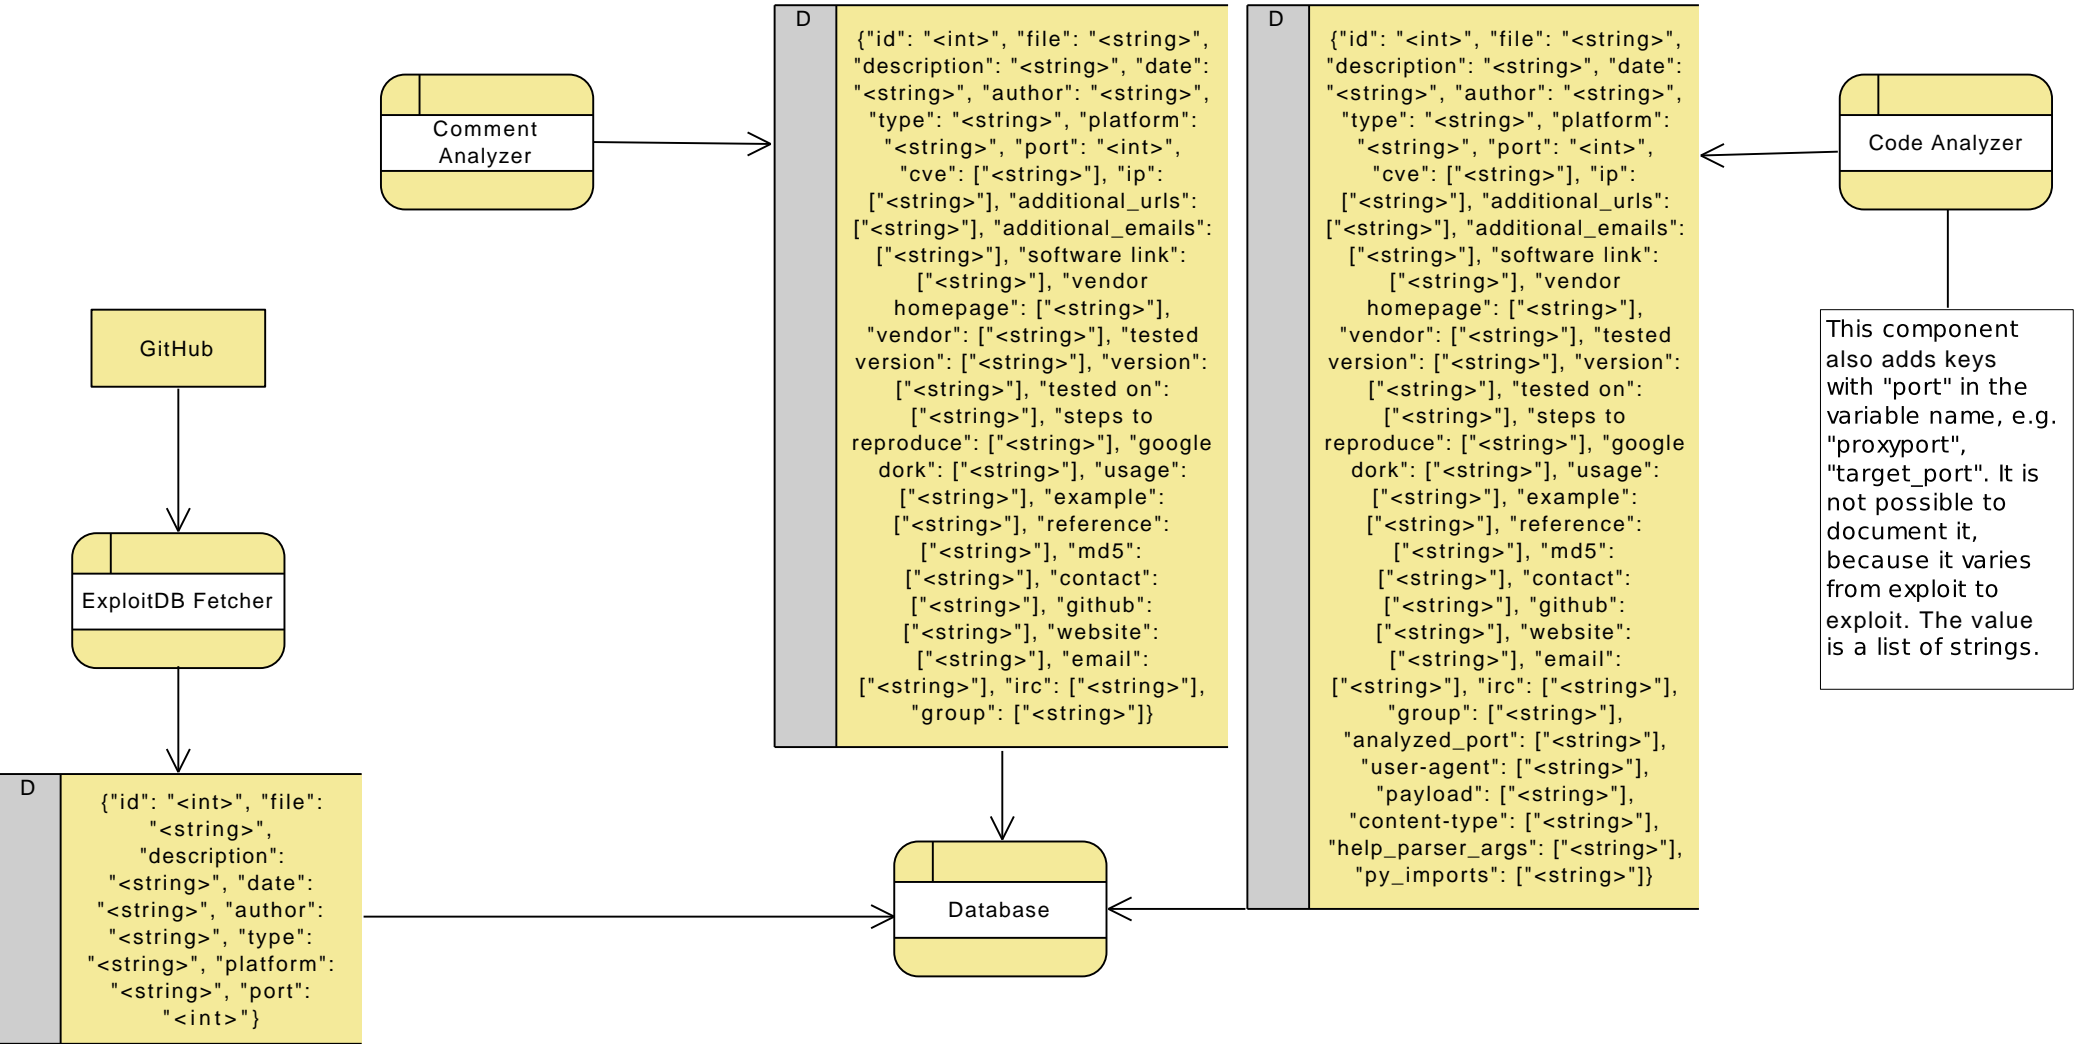 D
{"id": "<int>", "file": "<string>",
"description": "<string>", "date":
"<string>", "author": "<string>",
"type": "<string>", "platform":
"<string>", "port": "<int>",
"cve": ["<string>"], "ip":
["<string>"], "additional_urls":
["<string>"], "additional_emails":
["<string>"], "software link":
["<string>"], "vendor
homepage": ["<string>"],
"vendor": ["<string>"], "tested
version": ["<string>"], "version":
["<string>"], "tested on":
["<string>"], "steps to
reproduce": ["<string>"], "google
dork": ["<string>"], "usage":
["<string>"], "example":
["<string>"], "reference":
["<string>"], "md5":
["<string>"], "contact":
["<string>"], "github":
["<string>"], "website":
["<string>"], "email":
["<string>"], "irc": ["<string>"],
"group": ["<string>"]}
D
{"id": "<int>", "file": "<string>",
"description": "<string>", "date":
"<string>", "author": "<string>",
"type": "<string>", "platform":
"<string>", "port": "<int>",
"cve": ["<string>"], "ip":
["<string>"], "additional_urls":
["<string>"], "additional_emails":
["<string>"], "software link":
["<string>"], "vendor
homepage": ["<string>"],
"vendor": ["<string>"], "tested
version": ["<string>"], "version":
["<string>"], "tested on":
["<string>"], "steps to
reproduce": ["<string>"], "google
dork": ["<string>"], "usage":
["<string>"], "example":
["<string>"], "reference":
["<string>"], "md5":
["<string>"], "contact":
["<string>"], "github":
["<string>"], "website":
["<string>"], "email":
["<string>"], "irc": ["<string>"],
"group": ["<string>"],
"analyzed_port": ["<string>"],
"user-agent": ["<string>"],
"payload": ["<string>"],
"content-type": ["<string>"],
"help_parser_args": ["<string>"],
"py_imports": ["<string>"]}
Comment
Analyzer
Code Analyzer
This component
also adds keys
with "port" in the
variable name, e.g.
"proxyport",
"target_port". It is
not possible to
document it,
because it varies
from exploit to
exploit. The value
is a list of strings.
GitHub
ExploitDB Fetcher
D
{"id": "<int>", "file":
"<string>",
"description":
"<string>", "date":
"<string>", "author":
"<string>", "type":
"<string>", "platform":
"<string>", "port":
"<int>"}
Database